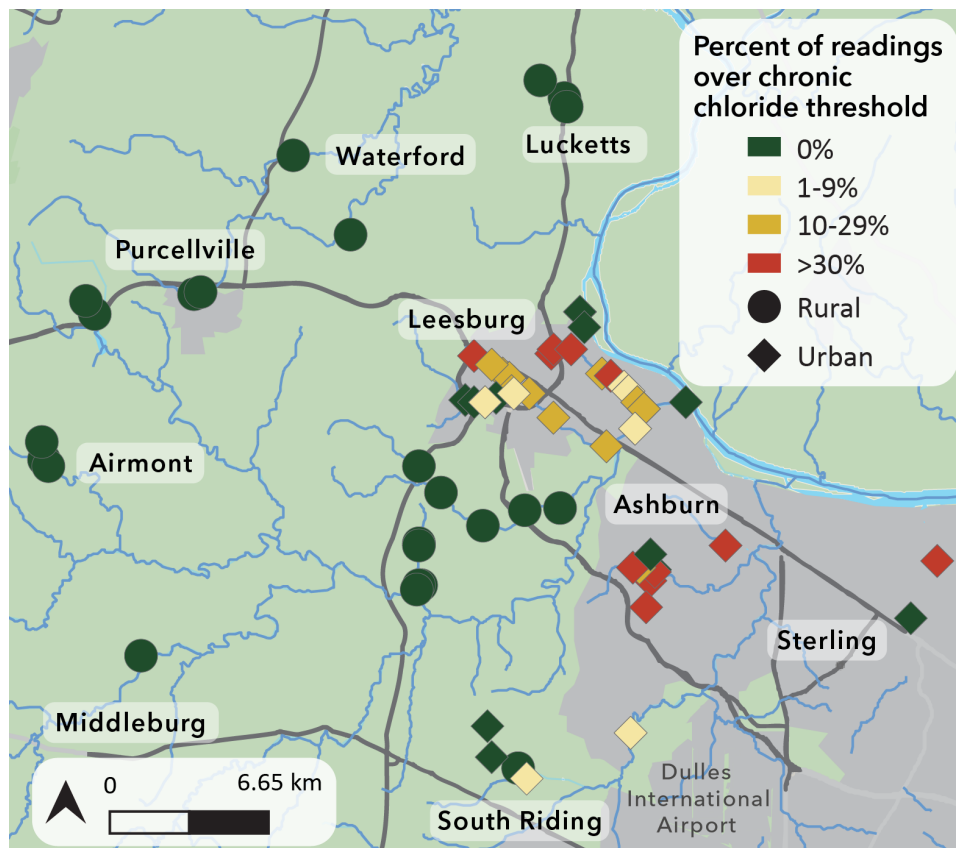 Percent of readings
over chronic
chloride threshold
0%
1-9%
10-29%
>30%
Rural
Urban
Lucketts
Waterford
Purcellville
Leesburg
Airmont
Ashburn
Sterling
Middleburg
Dulles
International
Airport
South Riding
0 6.65 km